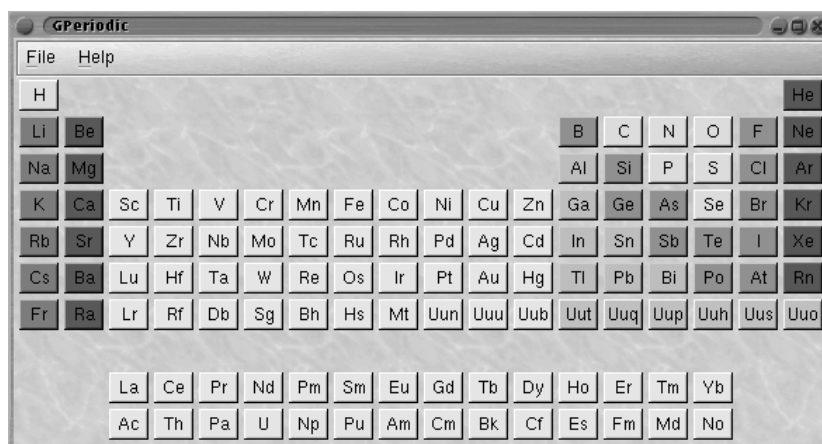 GPeriodic
File Help
H He
Li Be B C N O F Ne
Na Mg Al Si P S Cl Ar
K Ca Sc Ti V Cr Mn Fe Co Ni Cu Zn Ga Ge As Se Br Kr
Rb Sr Y Zr Nb Mo Tc Ru Rh Pd Ag Cd In Sn Sb Te I Xe
Cs Ba Lu Hf Ta W Re Os Ir Pt Au Hg Tl Pb Bi Po At Rn
Fr Ra Lr Rf Db Sg Bh Hs Mt Uun Uuu Uub Uut Uuq Uup Uuh Uus Uuo
La Ce Pr Nd Pm Sm Eu Gd Tb Dy Ho Er Tm Yb
Ac Th Pa U Np Pu Am Cm Bk Cf Es Fm Md No